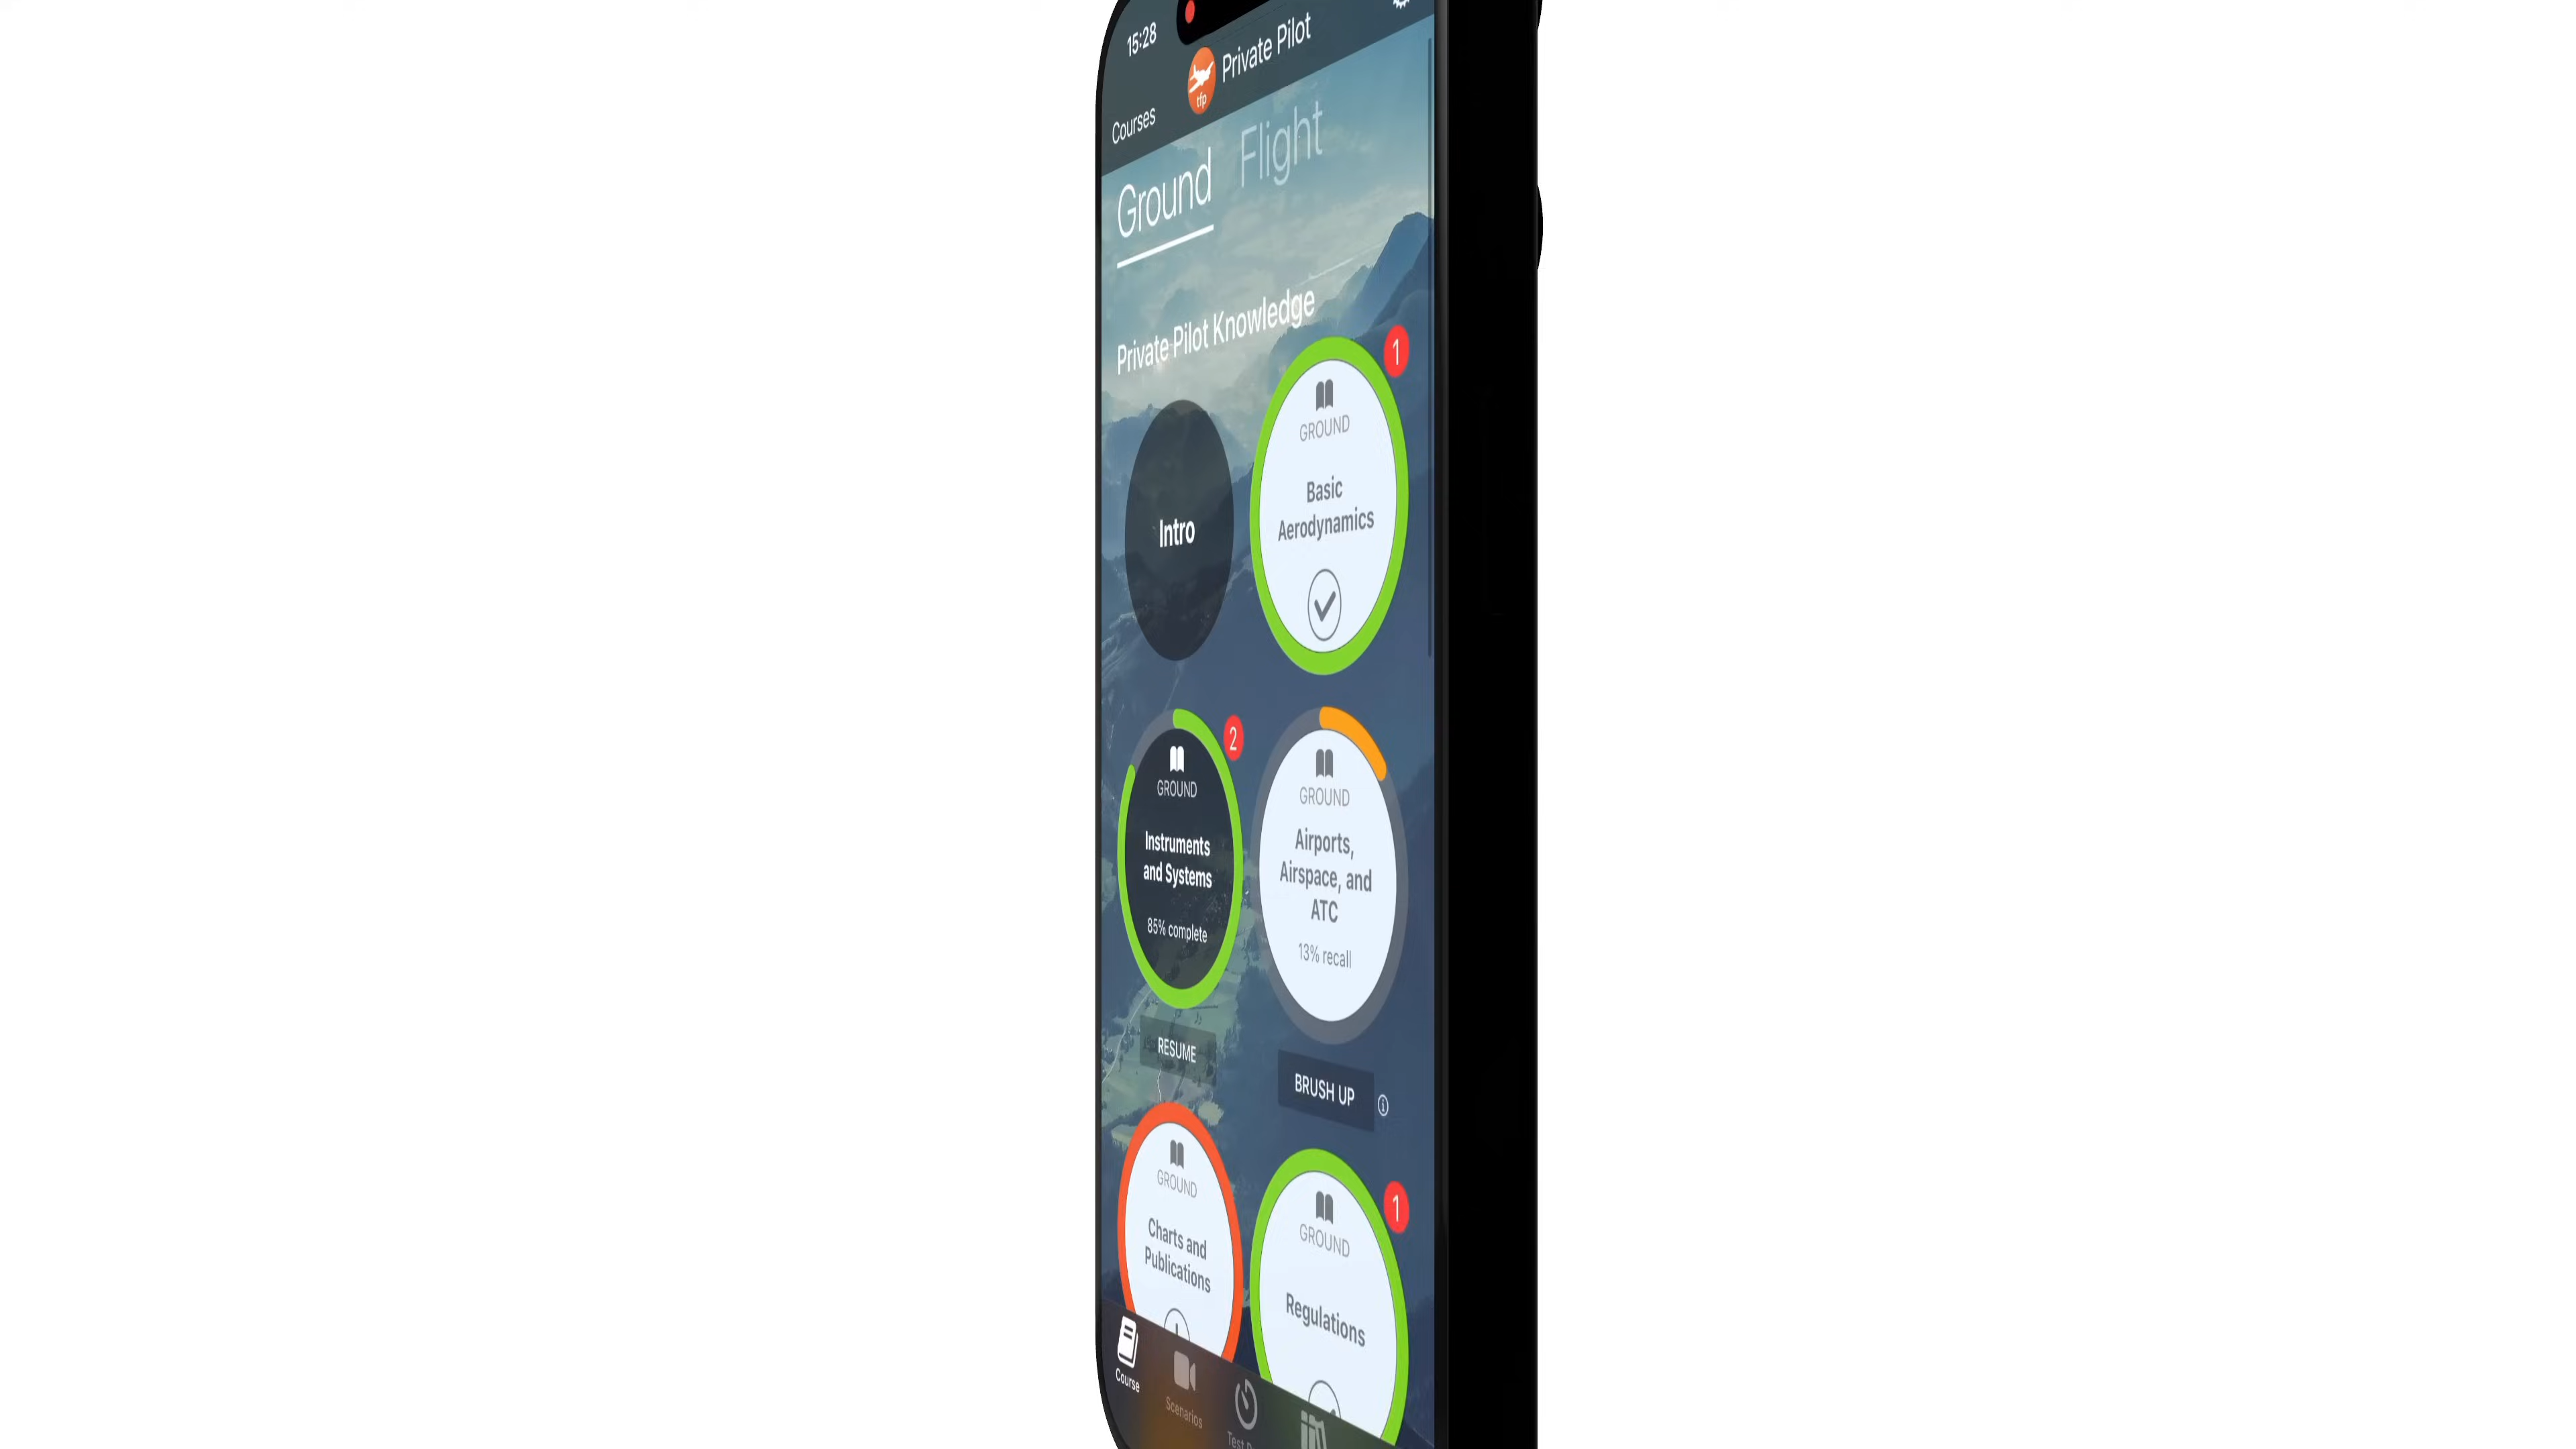 15:28
tfp
Private Pilot
Courses
Ground
Flight
Private Pilot Knowledge
Intro
1
GROUND
Basic
Aerodynamics
2
GROUND
Instruments
and Systems
85% complete
RESUME
GROUND
Airports,
Airspace, and
ATC
13% recall
BRUSH UP
GROUND
Charts and
Publications
1
GROUND
Regulations
Course
Scenarios
Test